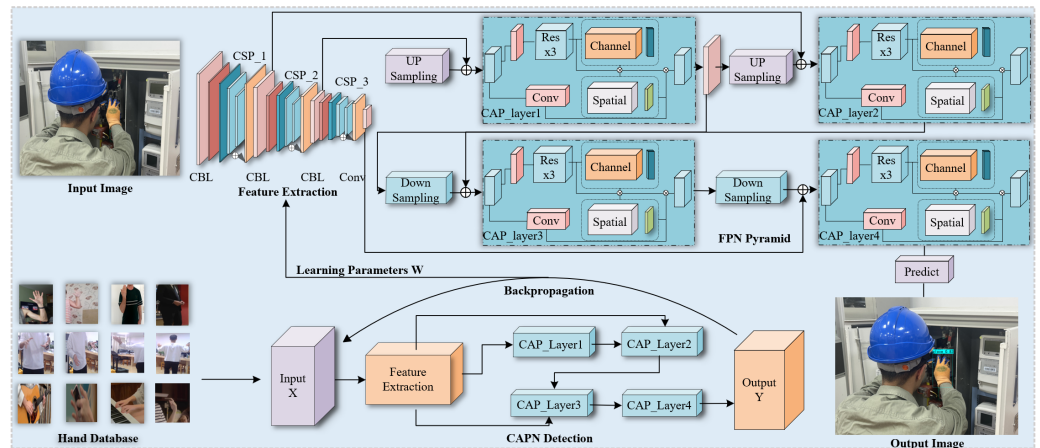 CSP_1
CSP_2
CSP_3
CBL
CBL
CBL
Conv
Feature Extraction
Input Image
UP
Sampling
Res
x3
Channel
Conv
Spatial
CAP_layer1
UP
Sampling
Res
x3
Channel
Conv
Spatial
CAP_layer2
Down
Sampling
Res
x3
Channel
Conv
Spatial
CAP_layer3
Down
Sampling
FPN Pyramid
Res
x3
Channel
Conv
Spatial
CAP_layer4
Predict
Learning Parameters W
Backpropagation
Input
X
Feature
Extraction
CAP_Layer1
CAP_Layer2
CAP_Layer3
CAP_Layer4
Output
Y
Hand Database
CAPN Detection
Output Image